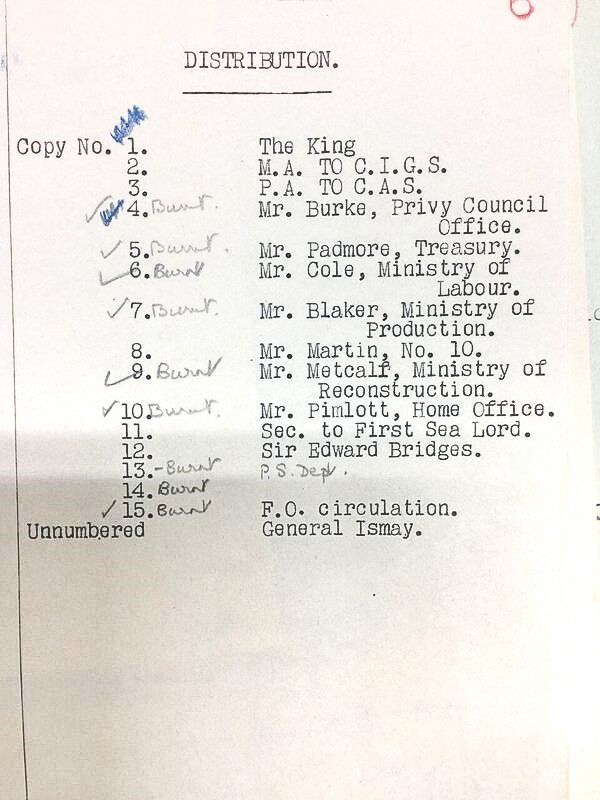 DISTRIBUTION.
Copy No. 1. The King
2. M.A. TO C.I.G.S.
3. P.A. TO C.A.S.
4. Burnt. Mr. Burke, Privy Council
Office.
5. Burnt. Mr. Padmore, Treasury.
6. Burnt Mr. Cole, Ministry of
Labour.
7. Burnt. Mr. Blaker, Ministry of
Production.
8. Mr. Martin, No. 10.
9. Burnt Mr. Metcalf, Ministry of
Reconstruction.
10. Burnt. Mr. Pimlott, Home Office.
11. Sec. to First Sea Lord.
12. Sir Edward Bridges.
13. - Burnt P.S. Dept.
14. Burnt
15. Burnt F.O. circulation.
Unnumbered General Ismay.